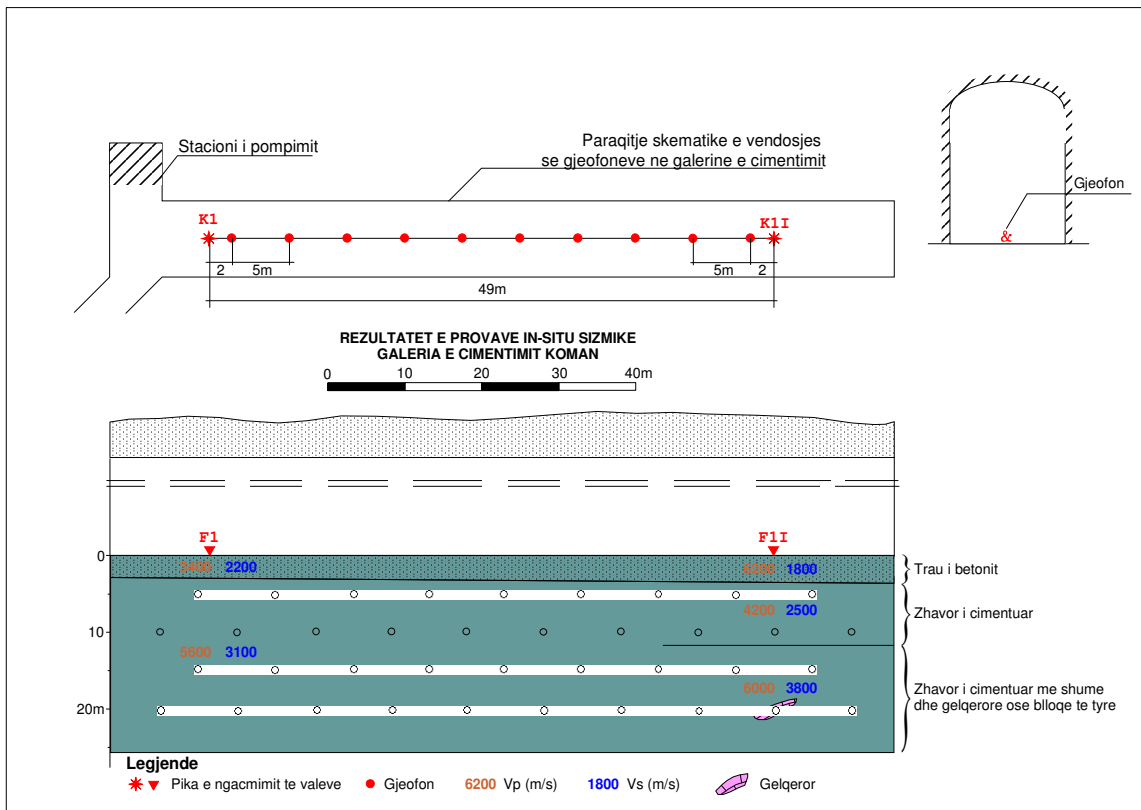 Stacioni i pompimit
Paraqitje skematike e vendosjes
se gjeofoneve ne galerine e cimentimit
Gjeofon
&
K1
K1I
2
5m
5m
2
49m
REZULTATET E PROVAVE IN-SITU SIZMIKE
GALERIA E CIMENTIMIT KOMAN
0 10 20 30 40m
F1
F1I
0
2200
6200 1800
Trau i betonit
4200 2500
Zhavor i cimentuar
10
5600 3100
6000 3800
Zhavor i cimentuar me shume
dhe gelqerore ose blloqe te tyre
20m
Legjende
Pika e ngacmimit te valeve
Gjeofon
6200 Vp (m/s)
1800 Vs (m/s)
Gelqeror